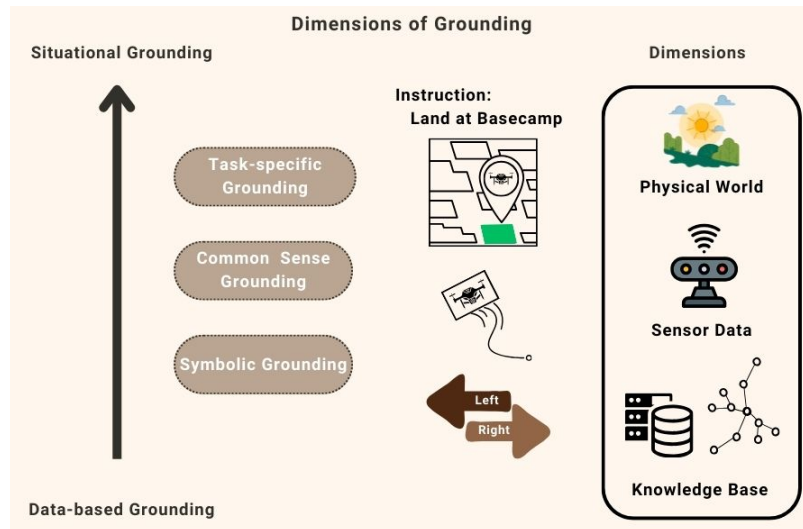 Dimensions of Grounding
Situational Grounding
Dimensions
Instruction:
Land at Basecamp
Task-specific
Grounding
Physical World
Common Sense
Grounding
Sensor Data
Symbolic Grounding
Left
Right
Knowledge Base
Data-based Grounding